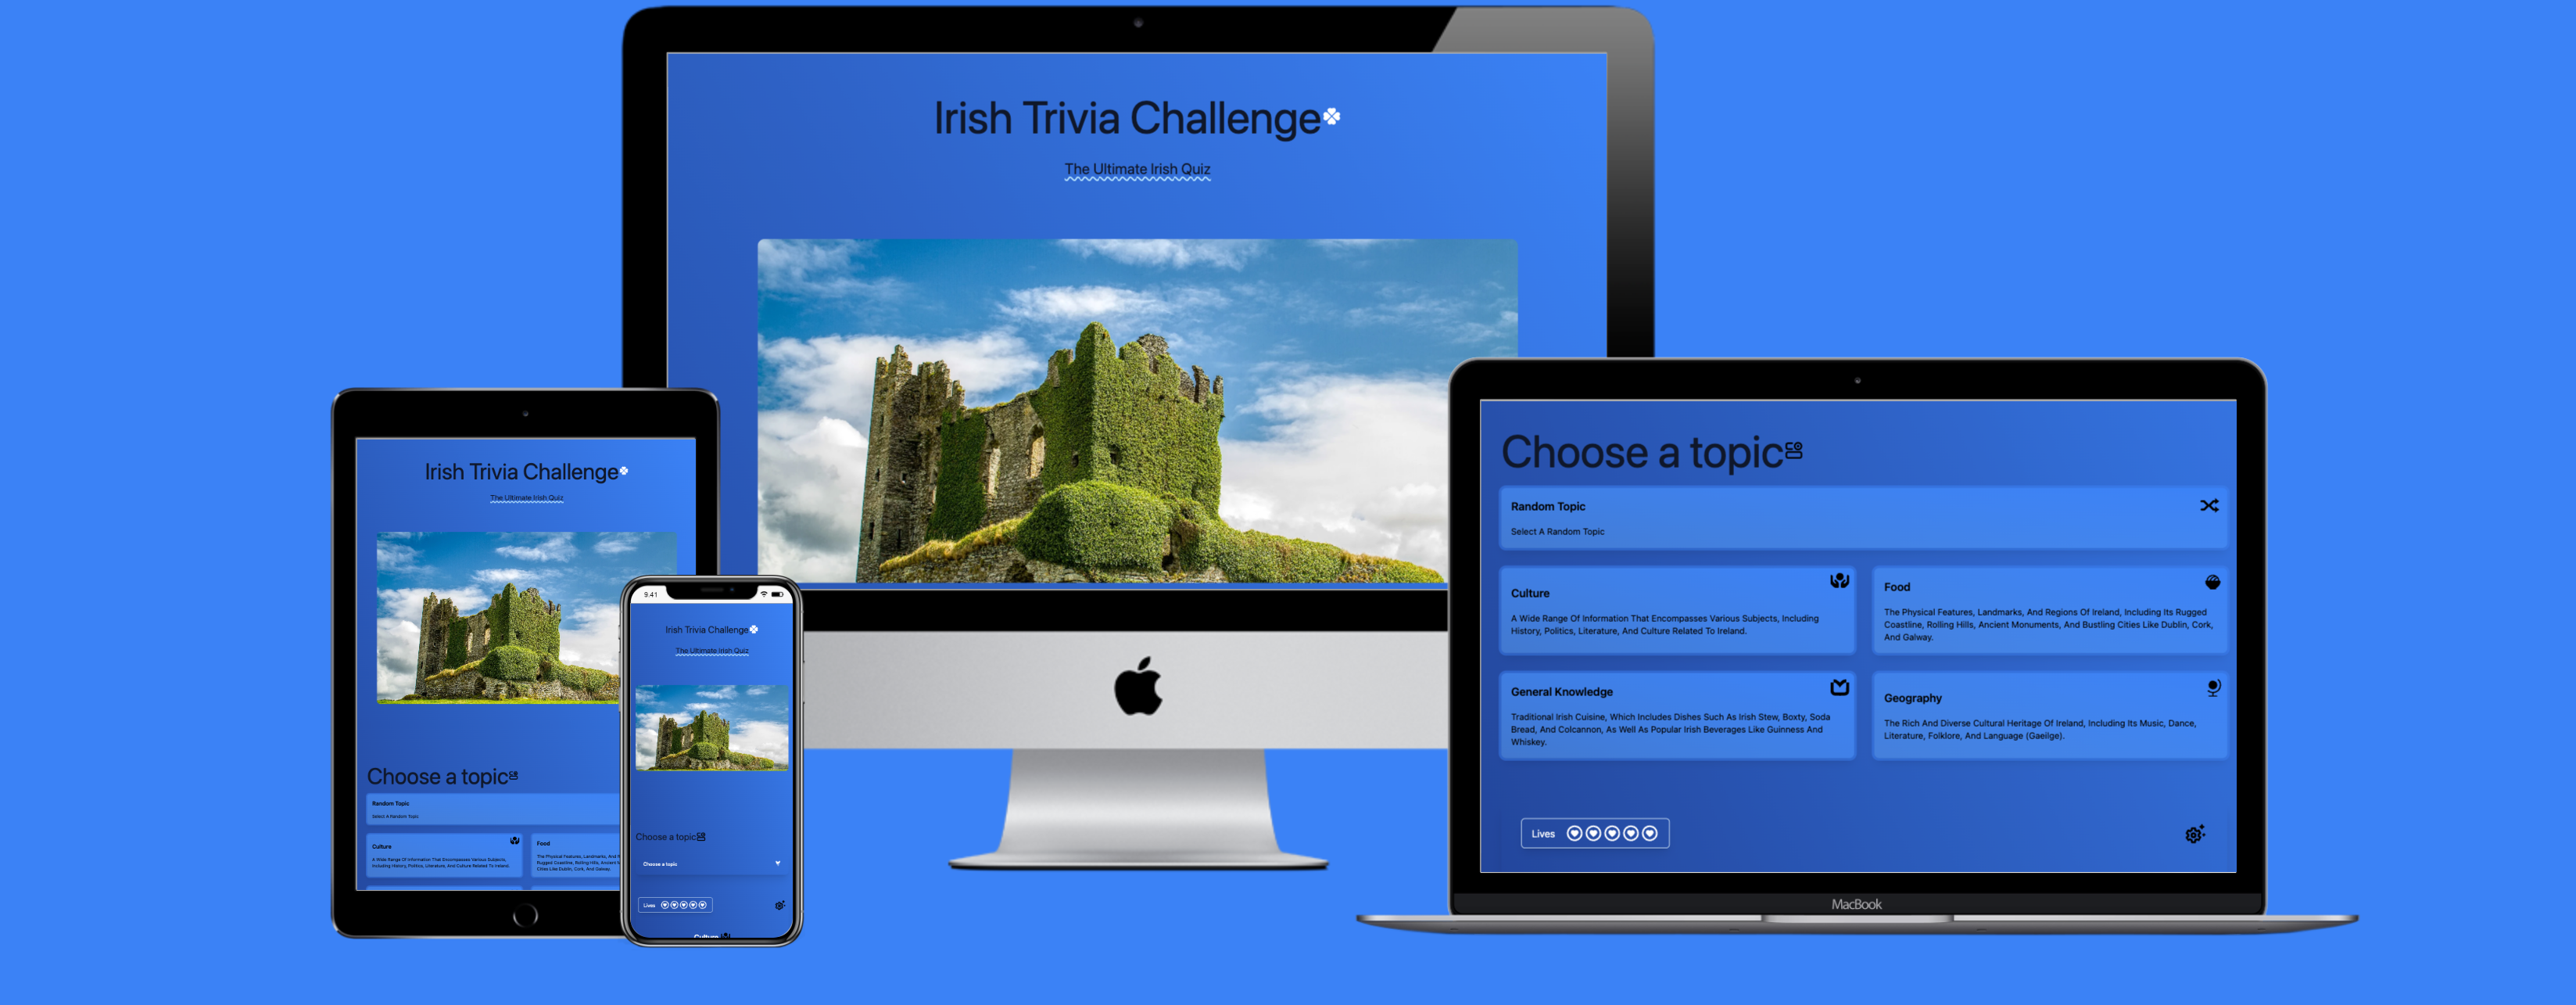 Irish Trivia Challenge
The Ultimate Irish Quiz
Irish Trivia Challenge
The Ultimate Irish Quiz
Choose a topic
Random Topic
Select A Random Topic
Culture
A Wide Range Of Information That Encompasses Various Subjects,
Including History, Politics, Literature, And Culture Related To Ireland.
Food
The Physical Features, Landmarks, And
Rugged Coastline, Rolling Hills, Ancient
Cities Like Dublin, Cork, And Galway.
9:41
Irish Trivia Challenge
The Ultimate Irish Quiz
Choose a topic
Choose a topic
Lives
Culture
Choose a topic
Random Topic
Select A Random Topic
Culture
A Wide Range Of Information That Encompasses Various Subjects, Including
History, Politics, Literature, And Culture Related To Ireland.
Food
The Physical Features, Landmarks, And Regions Of Ireland, Including Its Rugged
Coastline, Rolling Hills, Ancient Monuments, And Bustling Cities Like Dublin, Cork,
And Galway.
General Knowledge
Traditional Irish Cuisine, Which Includes Dishes Such As Irish Stew, Boxty, Soda
Bread, And Colcannon, As Well As Popular Irish Beverages Like Guinness And
Whiskey.
Geography
The Rich And Diverse Cultural Heritage Of Ireland, Including Its Music, Dance,
Literature, Folklore, And Language (Gaeilge).
Lives
MacBook